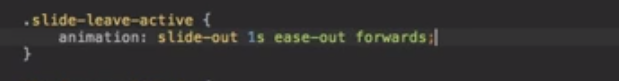 .slide-leave-active {
    animation: slide-out 1s ease-out forwards;
}